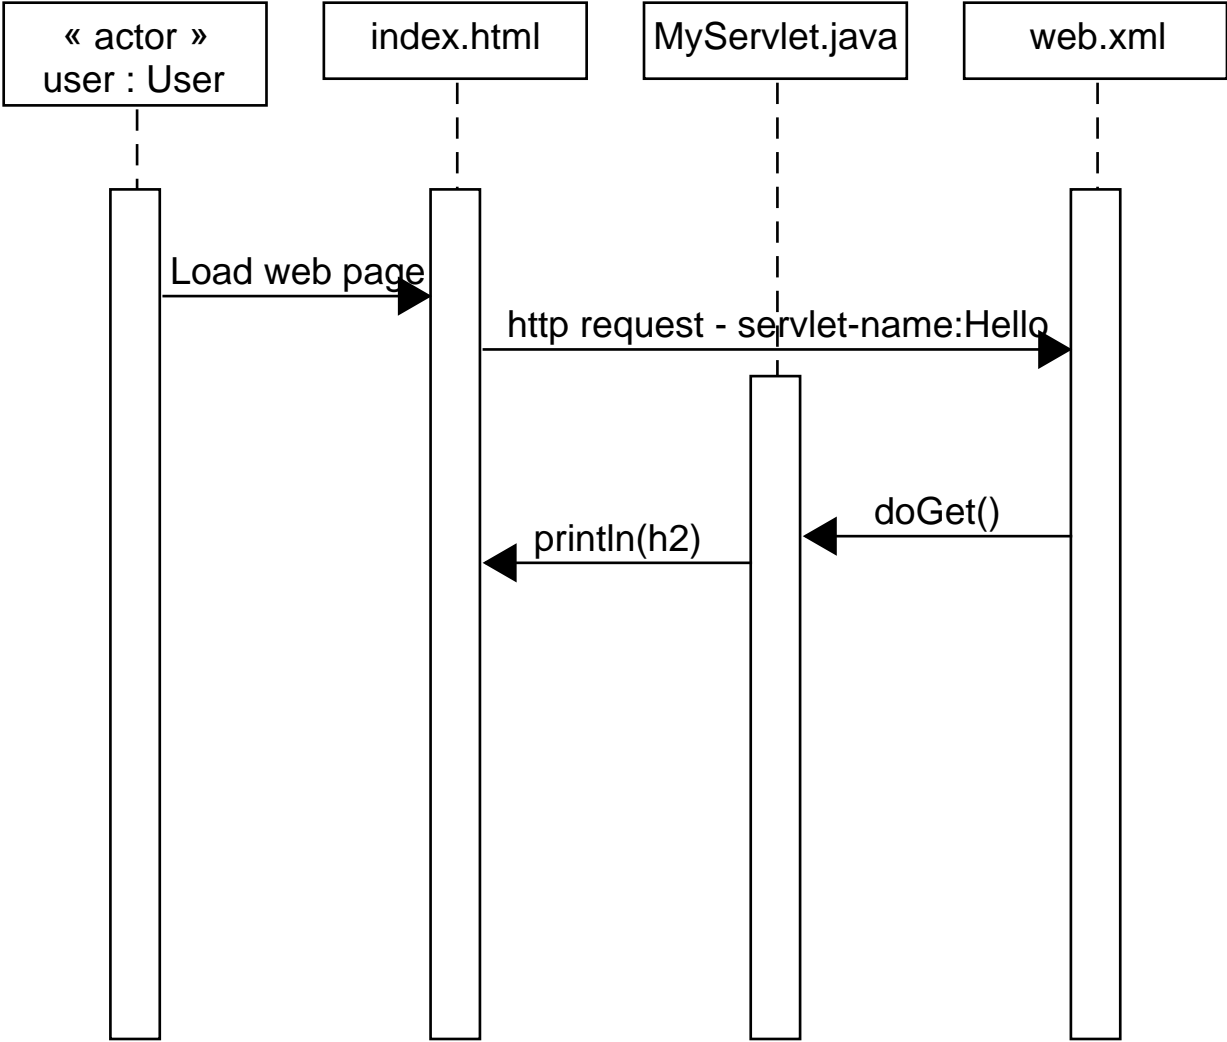 « actor »
user : User
index.html
MyServlet.java
web.xml
Load web page
http request - servlet-name:Hello
doGet()
println(h2)